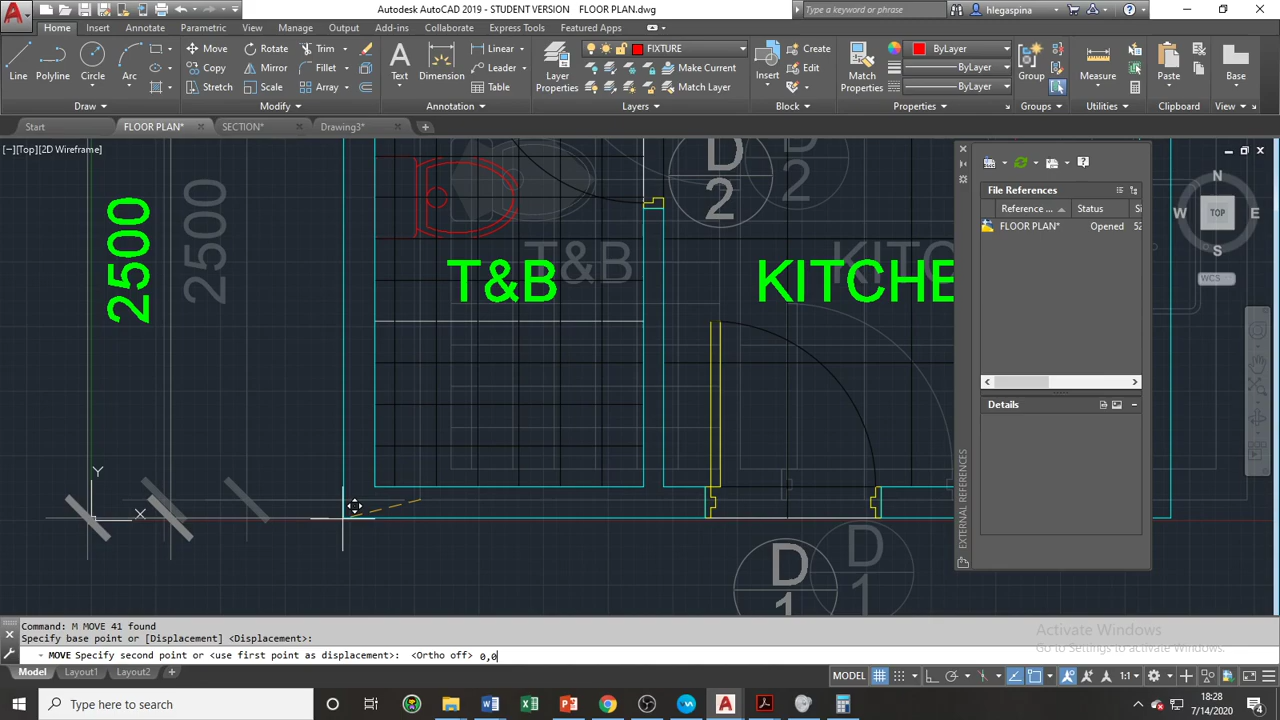 Autodesk AutoCAD 2019 - STUDENT VERSION FLOOR PLAN.dwg
Type a keyword or phrase
hlegaspina
Home Insert Annotate Parametric View Manage Output Add-ins Collaborate Express Tools Featured Apps
Line Polyline Circle Arc
Move Rotate Trim
Copy Mirror Fillet
Stretch Scale Array
Text Dimension
Linear
Leader
Table
Layer Properties
FIXTURE
Make Current
Match Layer
Insert
Create
Edit
Match Properties
ByLayer
ByLayer
ByLayer
Group
Measure
Paste
Base
Draw Modify Annotation Layers Block Properties Groups Utilities Clipboard View
Start FLOOR PLAN* SECTION* Drawing3*
[−][Top][2D Wireframe]
2500
2500
T&B
T&B
KITCHE
KITC
D
2
D
2
D
1
D
1
Y
X
N
W TOP E
S
WCS
File References
Reference ... Status Si
FLOOR PLAN* Opened 52
Details
EXTERNAL REFERENCES
Command: M MOVE 41 found
Specify base point or [Displacement] <Displacement>:
MOVE Specify second point or <use first point as displacement>: <Ortho off> 0,0
Activate Windows
Go to Settings to activate Windows.
Model Layout1 Layout2
MODEL 1:1
Type here to search
18:28
7/14/2020